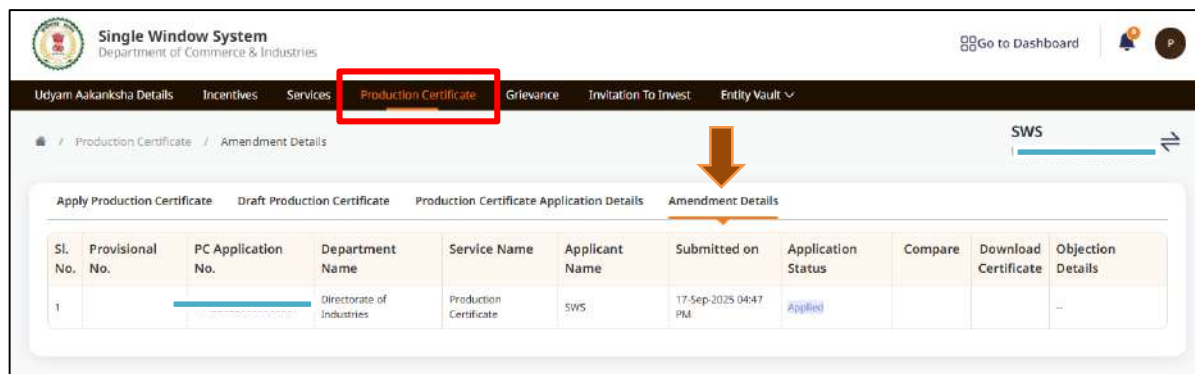 Single Window System
Department of Commerce & Industries
Go to Dashboard
P
Udyam Aakanksha Details Incentives Services Production Certificate Grievance Invitation To Invest Entity Vault
/ Production Certificate / Amendment Details
SWS
Apply Production Certificate Draft Production Certificate Production Certificate Application Details Amendment Details
Sl. No. Provisional No. PC Application No. Department Name Service Name Applicant Name Submitted on Application Status Compare Download Certificate Objection Details
1 Directorate of Industries Production Certificate SWS 17-Sep-2025 04:47 PM Applied --